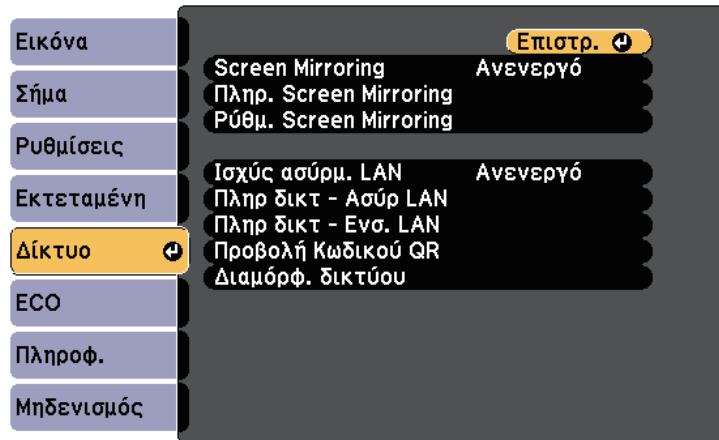 Εικόνα
Σήμα
Ρυθμίσεις
Εκτεταμένη
Δίκτυο
ECO
Πληροφ.
Μηδενισμός
Επιστρ.
Screen Mirroring Ανενεργό
Πληρ. Screen Mirroring
Ρύθμ. Screen Mirroring
Ισχύς ασύρμ. LAN Ανενεργό
Πληρ δικτ - Ασύρ LAN
Πληρ δικτ - Ενσ. LAN
Προβολή Κωδικού QR
Διαμόρφ. δικτύου